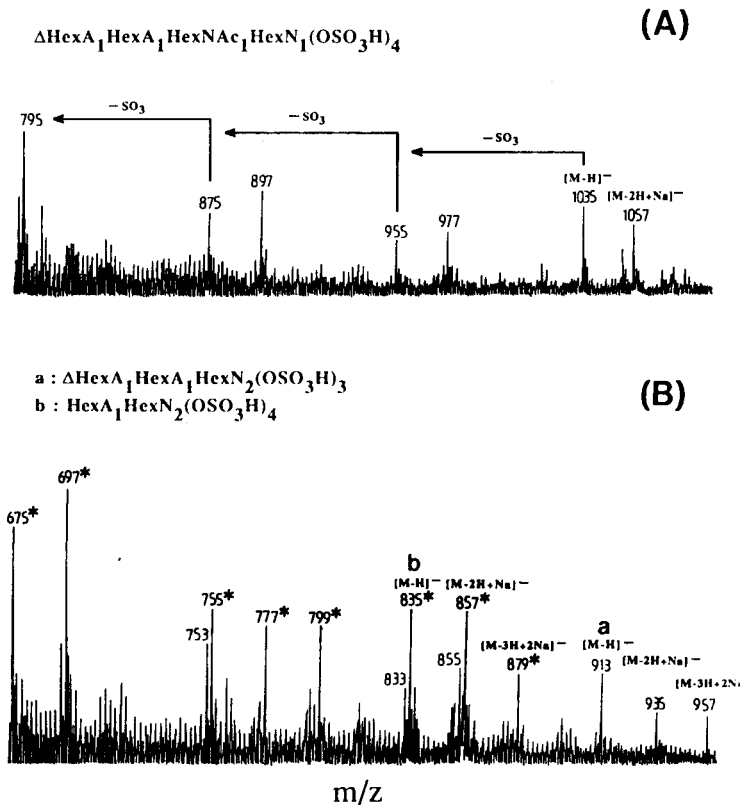 (A)
ΔHexA₁HexA₁HexNAc₁HexN₁(OSO₃H)₄
795
−SO₃
−SO₃
−SO₃
[M-H]⁻
1035
[M-2H+Na]⁻
1057
875
897
955
977
a : ΔHexA₁HexA₁HexN₂(OSO₃H)₃
b : HexA₁HexN₂(OSO₃H)₄
(B)
675*
697*
753
755*
777*
799*
b
[M-H]⁻
835*
[M-2H+Na]⁻
857*
833
855
[M-3H+2Na]⁻
879*
a
[M-H]⁻
913
[M-2H+Na]⁻
935
[M-3H+2Na
957
m/z